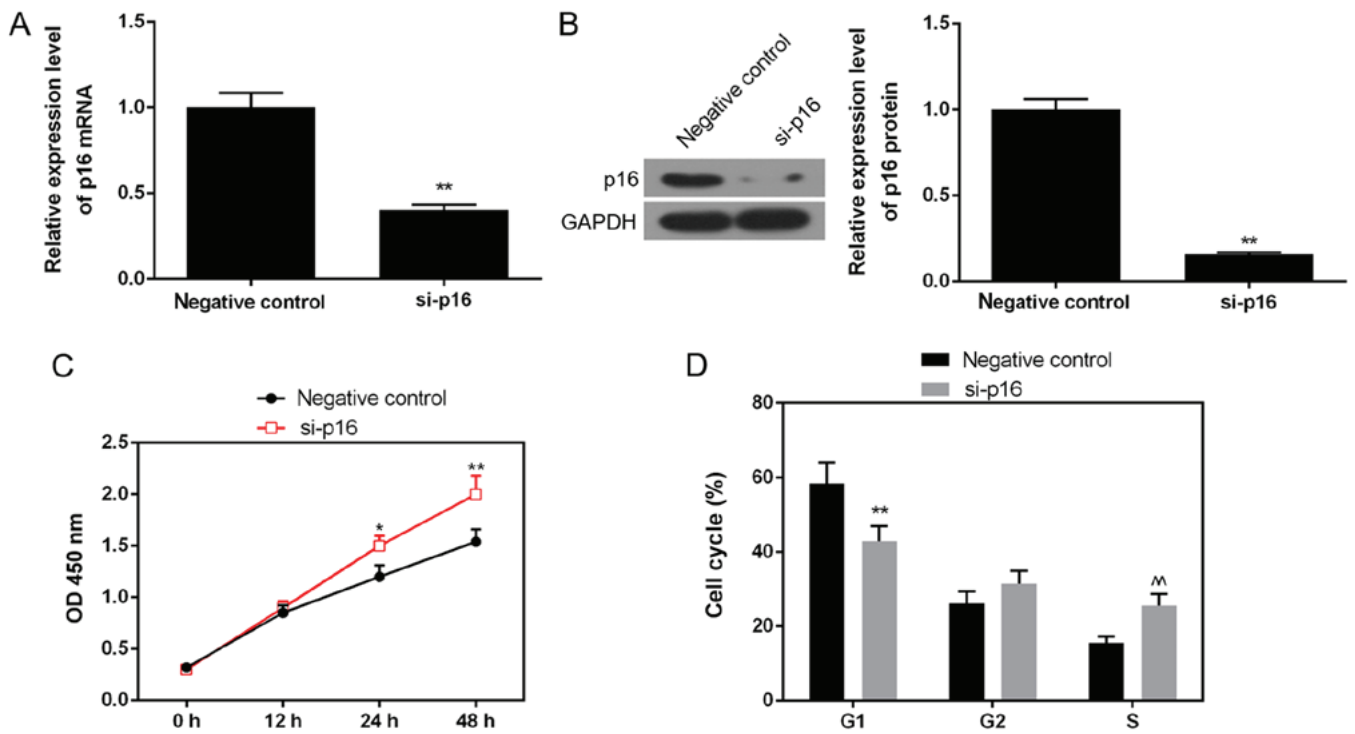 A
Relative expression level
of p16 mRNA
1.5
1.0
0.5
0.0
**
Negative control
si-p16
B
Negative control
si-p16
p16
GAPDH
Relative expression level
of p16 protein
1.5
1.0
0.5
0.0
**
Negative control
si-p16
C
Negative control
si-p16
OD 450 nm
2.5
2.0
1.5
1.0
0.5
0.0
*
**
0 h
12 h
24 h
48 h
D
Negative control
si-p16
Cell cycle (%)
80
60
40
20
0
**
^^
G1
G2
S